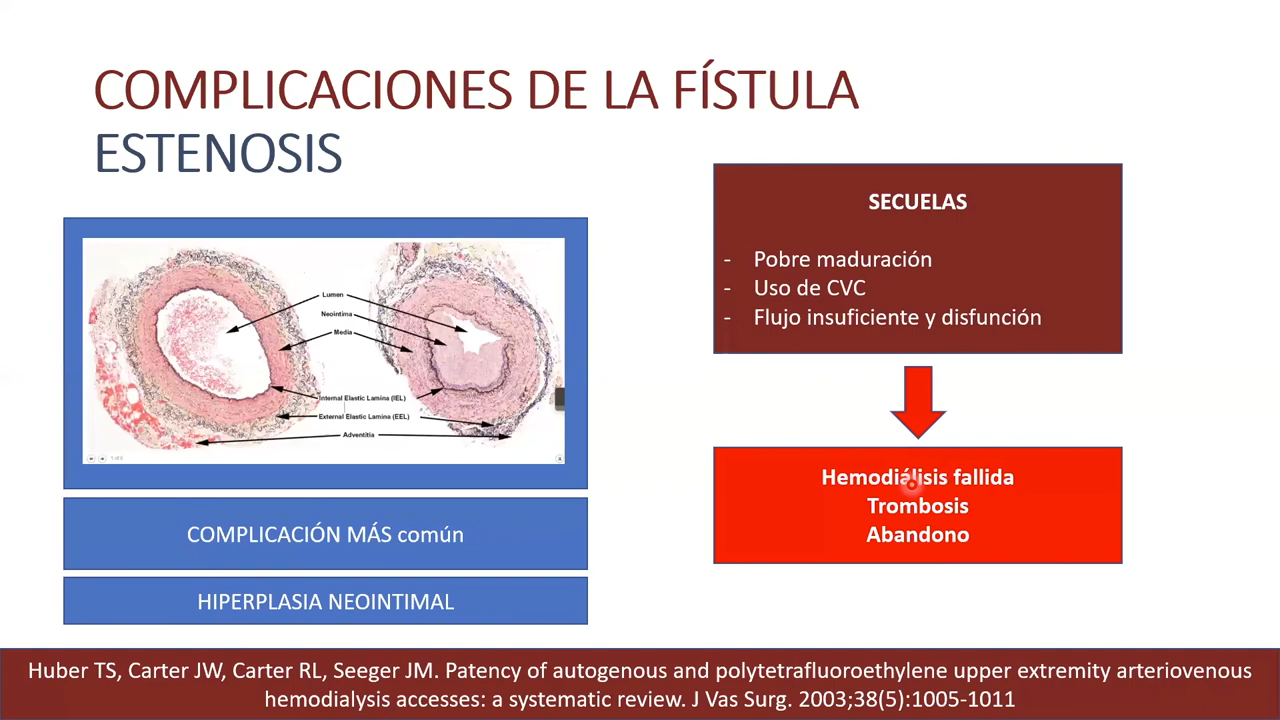 COMPLICACIONES DE LA FÍSTULA
ESTENOSIS
Lumen
Neointima
Media
Internal Elastic Lamina (IEL)
External Elastic Lamina (EEL)
Adventitia
1 of 6
COMPLICACIÓN MÁS común
HIPERPLASIA NEOINTIMAL
SECUELAS
- Pobre maduración
- Uso de CVC
- Flujo insuficiente y disfunción
Hemodiálisis fallida
Trombosis
Abandono
Huber TS, Carter JW, Carter RL, Seeger JM. Patency of autogenous and polytetrafluoroethylene upper extremity arteriovenous
hemodialysis accesses: a systematic review. J Vas Surg. 2003;38(5):1005-1011